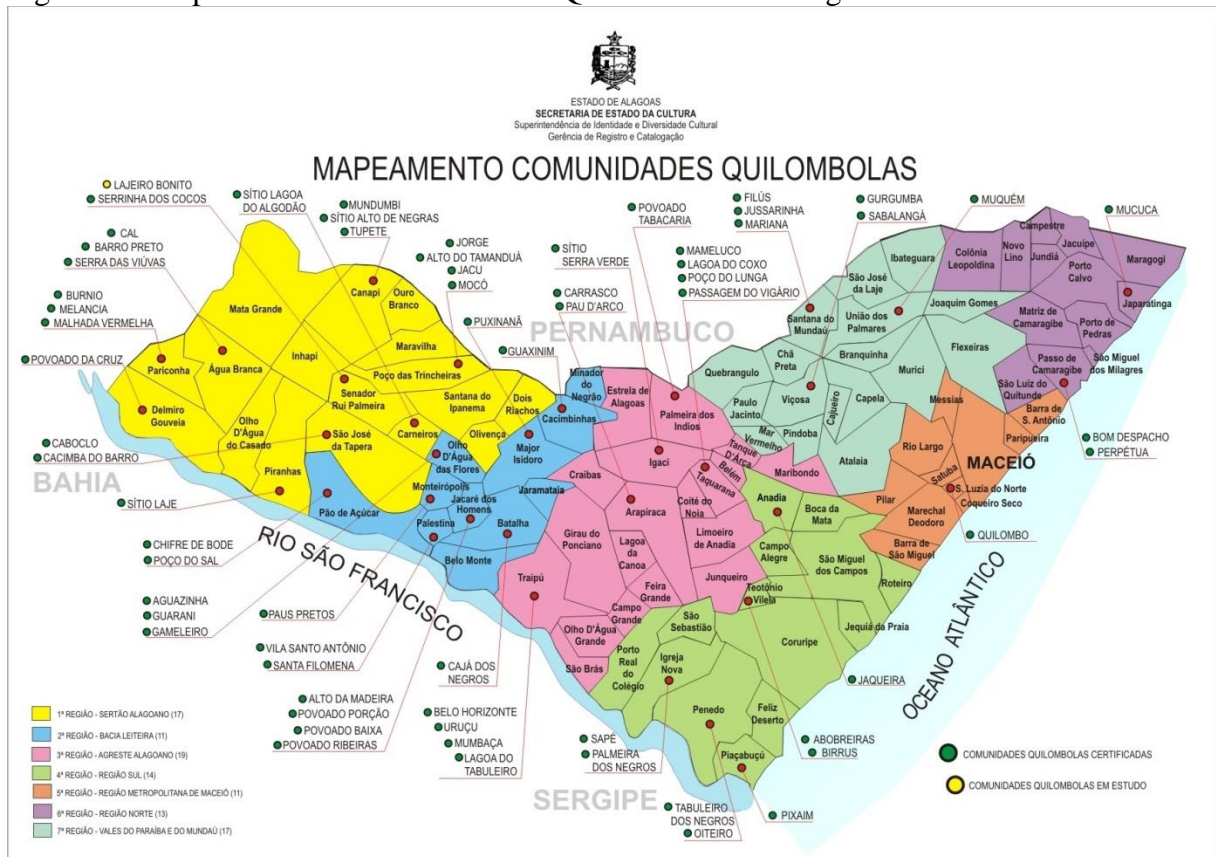 ESTADO DE ALAGOAS
SECRETARIA DE ESTADO DA CULTURA
Superintendência de Identidade e Diversidade Cultural
Gerência de Registro e Catalogação
MAPEAMENTO COMUNIDADES QUILOMBOLAS
LAJEIRO BONITO
SERRINHA DOS COCOS
SÍTIO LAGOA
DO ALGODÃO
MUNDUMBI
SÍTIO ALTO DE NEGRAS
TUPETE
CAL
BARRO PRETO
SERRA DAS VIÚVAS
JORGE
ALTO DO TAMANDUÀ
JACU
MOCÒ
BURNIO
MELANCIA
MALHADA VERMELHA
POVOADO DA CRUZ
PUXINANÃ
GUAXINIM
SÍTIO
SERRA VERDE
CARRASCO
PAU D'ARCO
POVOADO
TABACARIA
MAMELUCO
LAGOA DO COXO
POÇO DO LUNGA
PASSAGEM DO VIGÁRIO
FILÚS
JUSSARINHA
MARIANA
GURGUMBA
SABALANGÀ
MUQUÉM
MUCUCA
PERNAMBUCO
BAHIA
SERGIPE
RIO SÃO FRANCISCO
OCEANO ATLÂNTICO
MACEIÓ
Mata Grande
Canapi
Ouro
Branco
Inhapi
Maravilha
Poço das Trincheiras
Pariconha
Água Branca
Senador
Rui Palmeira
Santana do
Ipanema
Dois
Riachos
Delmiro
Gouveia
Olho
D'Água
do Casado
São José
da Tapera
Carneiros
Olivença
Piranhas
Pão de Açúcar
Olho
D'Água
das Flores
Monteirópolis
Jacaré dos
Homens
Palestina
Batalha
Belo Monte
Jaramataia
Major
Isidoro
Cacimbinhas
Minador
do
Negrão
Estrela de
Alagoas
Palmeira dos
Indios
Igaci
Craibas
Arapiraca
Coité do
Noia
Taquarana
Belém
Tanque
D'Arca
Maribondo
Girau do
Ponciano
Lagoa
da
Canoa
Limoeiro
de Anadia
Feira
Grande
Junqueiro
Traipú
Campo
Grande
Olho D'Água
Grande
São Brás
Porto
Real
do
Colégio
São
Sebastião
Igreja
Nova
Penedo
Piaçabuçú
Feliz
Deserto
Coruripe
Teotônio
Vilela
Jequiá da Praia
Roteiro
São Miguel
dos Campos
Campo
Alegre
Anadia
Boca da
Mata
Quebrangulo
Paulo
Jacinto
Mar
Vermelho
Chã
Preta
Viçosa
Pindoba
Cajueiro
Capela
Atalaia
Branquinha
Murici
Santana do
Mundaú
São José
da Laje
União dos
Palmares
Ibateguara
Joaquim Gomes
Flexeiras
Messias
Rio Largo
Satuba
S. Luzia do Norte
Coqueiro Seco
Pilar
Marechal
Deodoro
Barra de
São Miguel
Paripueira
Barra de
S. Antônio
Colônia
Leopoldina
Novo
Lino
Campestre
Jundiá
Jacuípe
Porto
Calvo
Maragogi
Japaratinga
Matriz de
Camaragibe
Porto de
Pedras
Passo de
Camaragibe
São Miguel
dos Milagres
São Luiz do
Quitunde
CABOCLO
CACIMBA DO BARRO
SÍTIO LAJE
CHIFRE DE BODE
POÇO DO SAL
AGUAZINHA
GUARANI
GAMELEIRO
PAUS PRETOS
VILA SANTO ANTÔNIO
SANTA FILOMENA
ALTO DA MADEIRA
POVOADO PORÇÃO
POVOADO BAIXA
POVOADO RIBEIRAS
CAJÀ DOS
NEGROS
BELO HORIZONTE
URUÇU
MUMBAÇA
LAGOA DO
TABULEIRO
SAPÉ
PALMEIRA
DOS NEGROS
TABULEIRO
DOS NEGROS
OITEIRO
PIXAIM
ABOBREIRAS
BIRRUS
JAQUEIRA
QUILOMBO
BOM DESPACHO
PERPÉTUA
1ª REGIÃO - SERTÃO ALAGOANO (17)
2ª REGIÃO - BACIA LEITEIRA (11)
3ª REGIÃO - AGRESTE ALAGOANO (19)
4ª REGIÃO - REGIÃO SUL (14)
5ª REGIÃO - REGIÃO METROPOLITANA DE MACEIÓ (11)
6ª REGIÃO - REGIÃO NORTE (13)
7ª REGIÃO - VALES DO PARAÍBA E DO MUNDAÚ (17)
COMUNIDADES QUILOMBOLAS CERTIFICADAS
COMUNIDADES QUILOMBOLAS EM ESTUDO